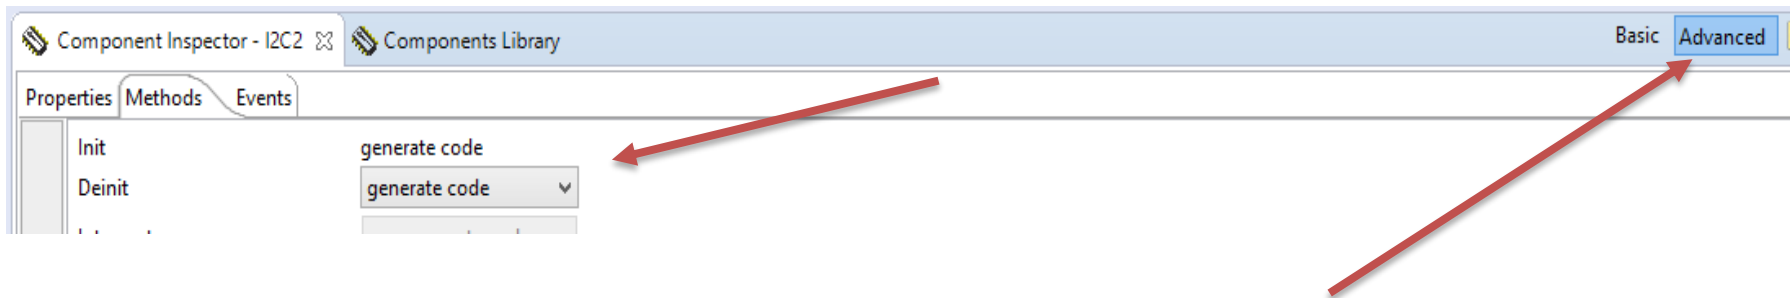 Component Inspector - I2C2 Components Library Basic Advanced
Properties Methods Events
Init generate code
Deinit generate code